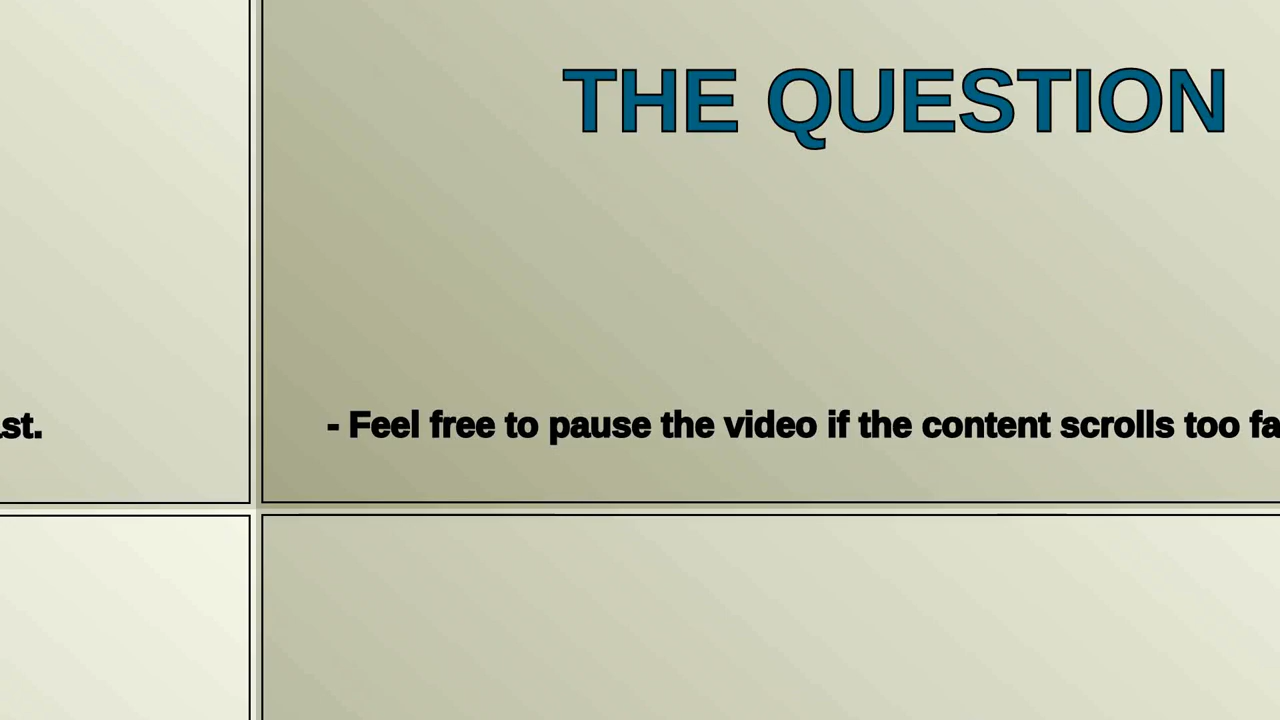 THE QUESTION
st.
- Feel free to pause the video if the content scrolls too fa